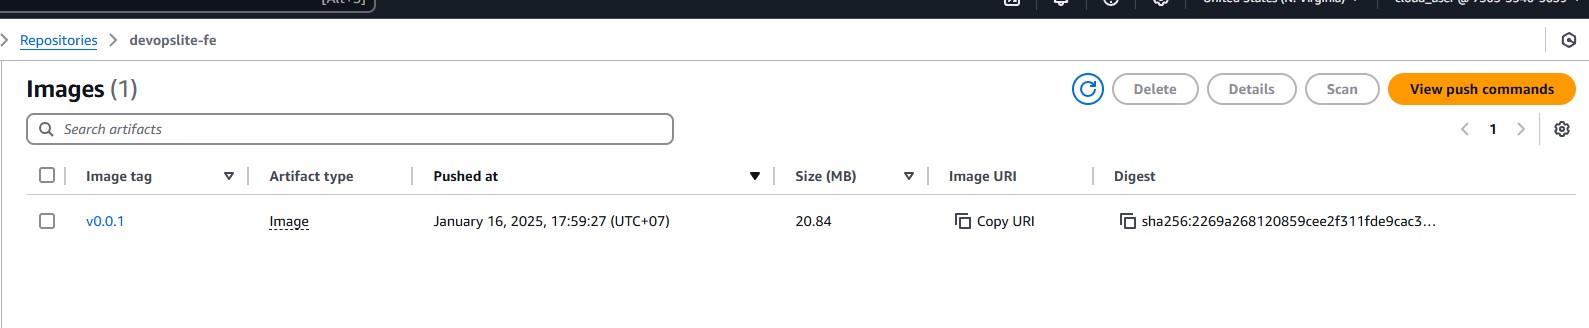 [Alt+S]
United States (N. Virginia)
Repositories
devopslite-fe
Images (1)
Delete
Details
Scan
View push commands
Search artifacts
1
Image tag
Artifact type
Pushed at
Size (MB)
Image URI
Digest
v0.0.1
Image
January 16, 2025, 17:59:27 (UTC+07)
20.84
Copy URI
sha256:2269a268120859cee2f311fde9cac3...